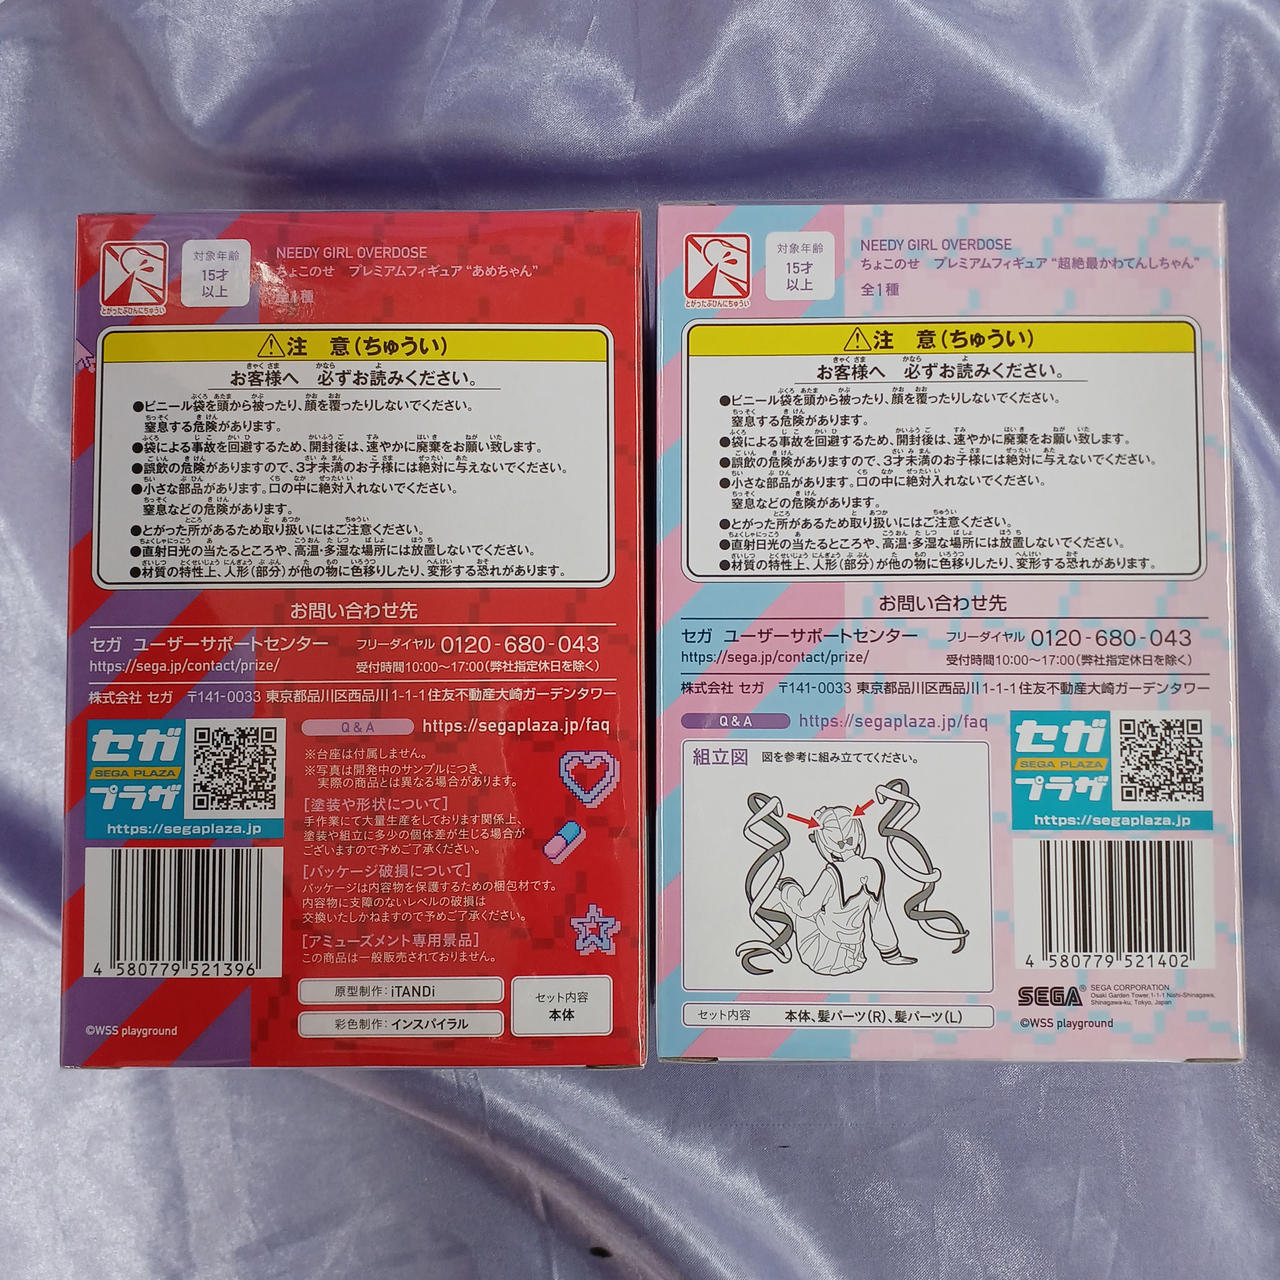 とがったぶひんにちゅうい
対象年齢
15才
以上
NEEDY GIRL OVERDOSE
ちょこのせ プレミアムフィギュア“あめちゃん”
全1種
⚠注 意(ちゅうい)
お客様へ 必ずお読みください。
●ビニール袋を頭から被ったり、顔を覆ったりしないでください。
窒息する危険があります。
●袋による事故を回避するため、開封後は、速やかに廃棄をお願い致します。
●誤飲の危険がありますので、3才未満のお子様には絶対に与えないでください。
●小さな部品があります。口の中に絶対入れないでください。
窒息などの危険があります。
●とがった所があるため取り扱いにはご注意ください。
●直射日光の当たるところや、高温・多湿な場所には放置しないでください。
●材質の特性上、人形(部分)が他の物に色移りしたり、変形する恐れがあります。
お問い合わせ先
セガ ユーザーサポートセンター フリーダイヤル 0120-680-043
https://sega.jp/contact/prize/ 受付時間10:00〜17:00(弊社指定休日を除く)
株式会社 セガ 〒141-0033 東京都品川区西品川1-1-1住友不動産大崎ガーデンタワー
セガ
SEGA PLAZA
プラザ
https://segaplaza.jp
Q&A https://segaplaza.jp/faq
※台座は付属しません。
※写真は開発中のサンプルにつき、
実際の商品とは異なる場合があります。
[塗装や形状について]
手作業にて大量生産をしております関係上、
塗装や組立に多少の個体差が生じる場合が
ございますので予めご了承ください。
[パッケージ破損について]
パッケージは内容物を保護するための梱包材です。
内容物に支障のないレベルの破損は
交換いたしかねますので予めご了承ください。
[アミューズメント専用景品]
この商品は一般販売されておりません。
4 580779 521396
原型制作：iTANDi
彩色制作：インスパイラル
セット内容
本体
©WSS playground
とがったぶひんにちゅうい
対象年齢
15才
以上
NEEDY GIRL OVERDOSE
ちょこのせ プレミアムフィギュア“超絶最かわてんしちゃん”
全1種
⚠注 意(ちゅうい)
お客様へ 必ずお読みください。
●ビニール袋を頭から被ったり、顔を覆ったりしないでください。
窒息する危険があります。
●袋による事故を回避するため、開封後は、速やかに廃棄をお願い致します。
●誤飲の危険がありますので、3才未満のお子様には絶対に与えないでください。
●小さな部品があります。口の中に絶対入れないでください。
窒息などの危険があります。
●とがった所があるため取り扱いにはご注意ください。
●直射日光の当たるところや、高温・多湿な場所には放置しないでください。
●材質の特性上、人形(部分)が他の物に色移りしたり、変形する恐れがあります。
お問い合わせ先
セガ ユーザーサポートセンター フリーダイヤル 0120-680-043
https://sega.jp/contact/prize/ 受付時間10:00〜17:00(弊社指定休日を除く)
株式会社 セガ 〒141-0033 東京都品川区西品川1-1-1住友不動産大崎ガーデンタワー
Q&A https://segaplaza.jp/faq
組立図 図を参考に組み立ててください。
セガ
SEGA PLAZA
プラザ
https://segaplaza.jp
4 580779 521402
セット内容 本体、髪パーツ(R)、髪パーツ(L)
SEGA®
SEGA CORPORATION
Osaki Garden Tower,1-1-1 Nishi-Shinagawa,
Shinagawa-ku, Tokyo, Japan
©WSS playground